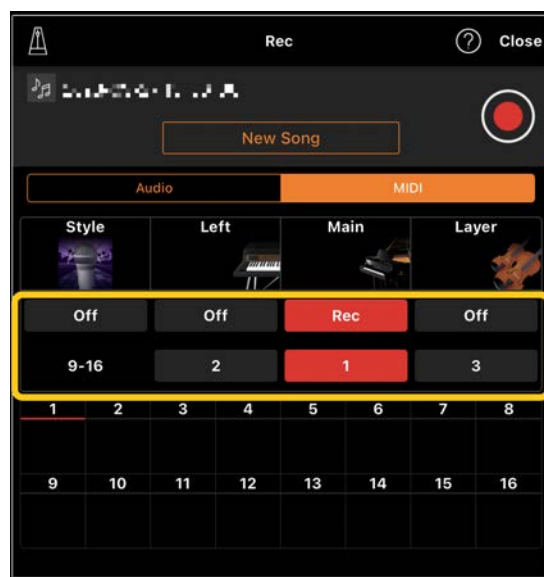 Rec ? Close
New Song
Audio MIDI
Style Left Main Layer
Off Off Rec Off
9-16 2 1 3
1 2 3 4 5 6 7 8
9 10 11 12 13 14 15 16